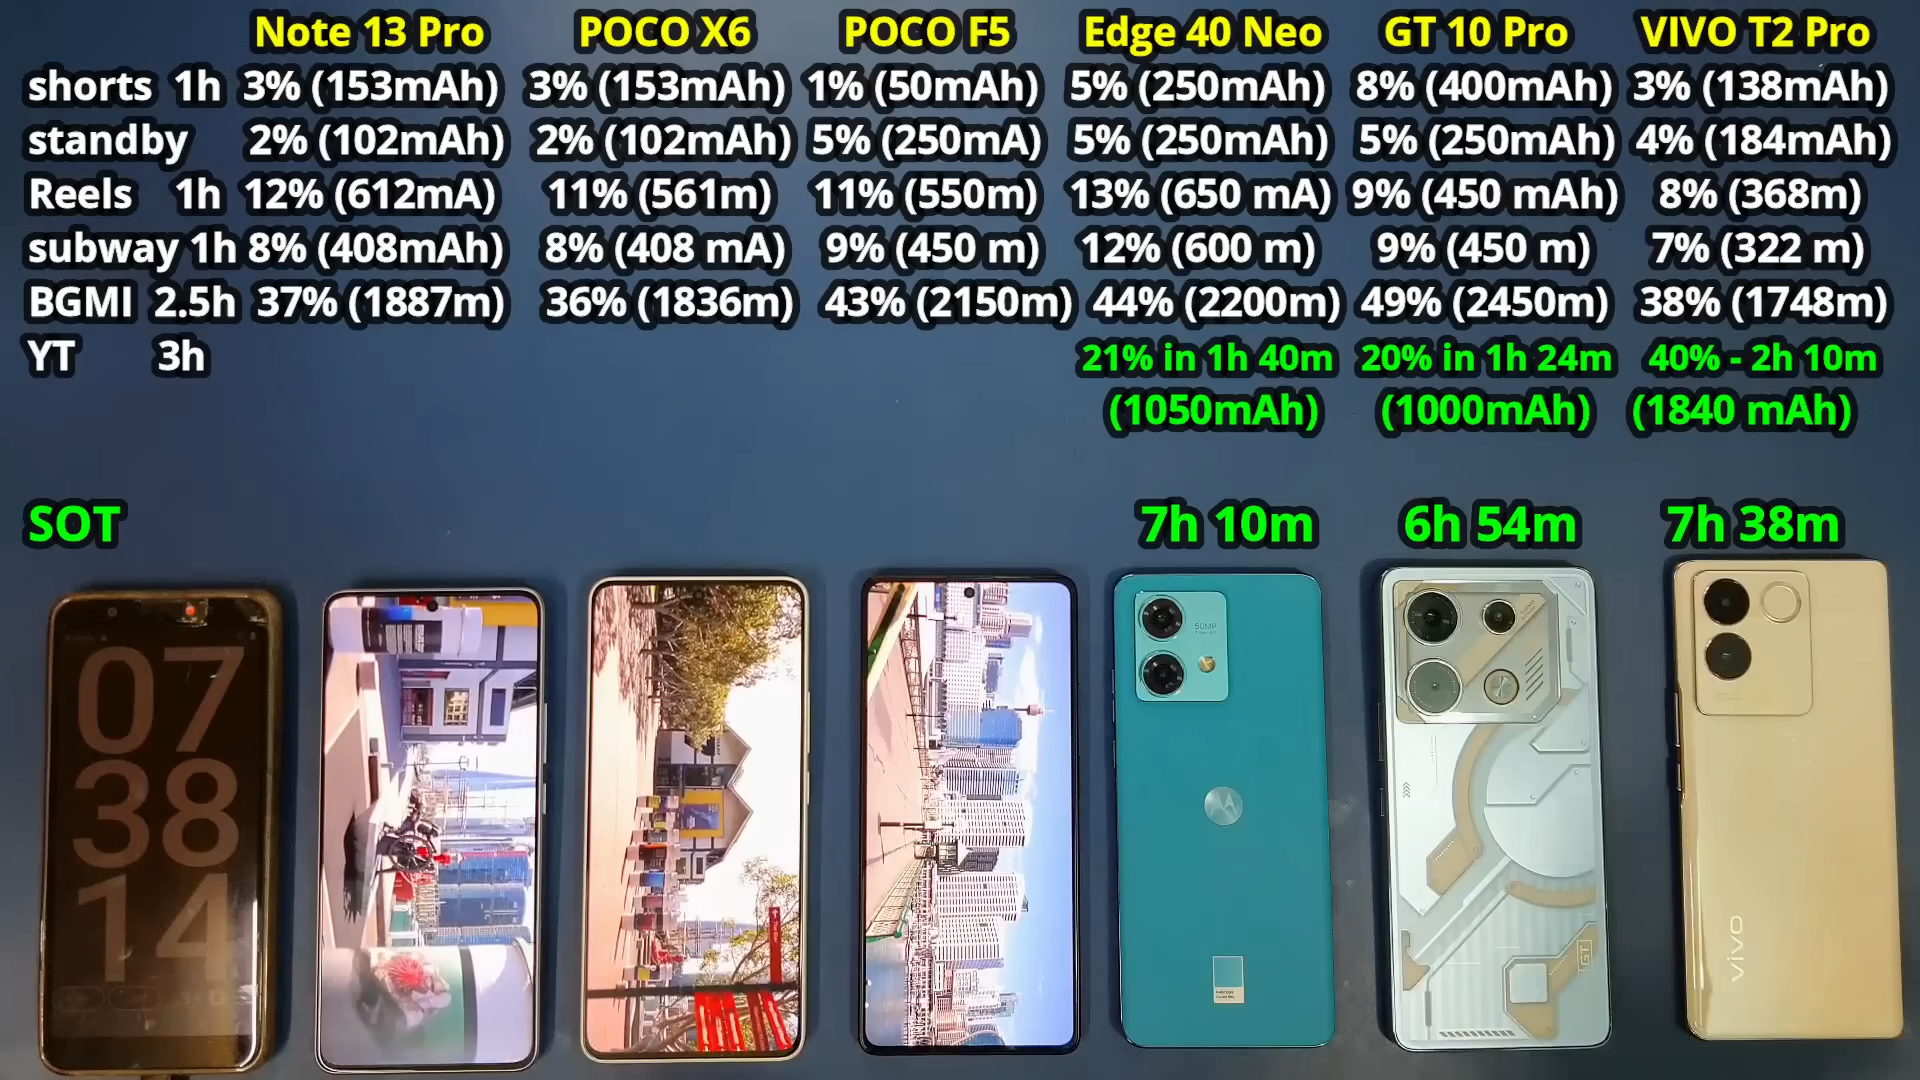 Note 13 Pro POCO X6 POCO F5 Edge 40 Neo GT 10 Pro VIVO T2 Pro
shorts 1h 3% (153mAh) 3% (153mAh) 1% (50mAh) 5% (250mAh) 8% (400mAh) 3% (138mAh)
standby 2% (102mAh) 2% (102mAh) 5% (250mA) 5% (250mAh) 5% (250mAh) 4% (184mAh)
Reels 1h 12% (612mA) 11% (561m) 11% (550m) 13% (650 mA) 9% (450 mAh) 8% (368m)
subway 1h 8% (408mAh) 8% (408 mA) 9% (450 m) 12% (600 m) 9% (450 m) 7% (322 m)
BGMI 2.5h 37% (1887m) 36% (1836m) 43% (2150m) 44% (2200m) 49% (2450m) 38% (1748m)
YT 3h 21% in 1h 40m 20% in 1h 24m 40% - 2h 10m
(1050mAh) (1000mAh) (1840 mAh)
SOT 7h 10m 6h 54m 7h 38m
07
38
14
50MP
GT
vivo